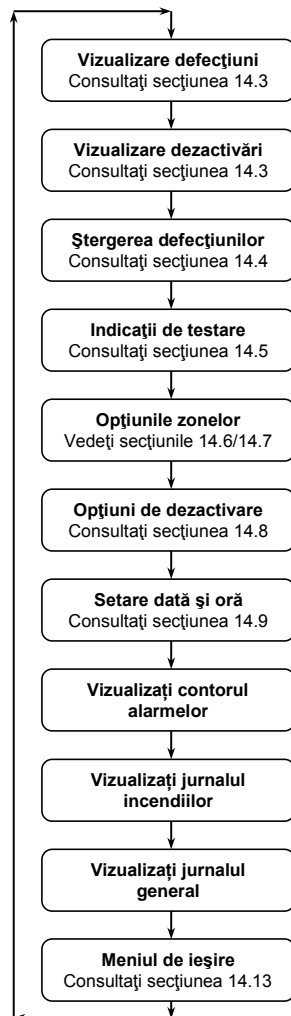 Vizualizare defecţiuni
Consultaţi secţiunea 14.3
Vizualizare dezactivări
Consultaţi secţiunea 14.3
Ştergerea defecţiunilor
Consultaţi secţiunea 14.4
Indicaţii de testare
Consultaţi secţiunea 14.5
Opţiunile zonelor
Vedeţi secţiunile 14.6/14.7
Opţiuni de dezactivare
Consultaţi secţiunea 14.8
Setare dată şi oră
Consultaţi secţiunea 14.9
Vizualizați contorul
alarmelor
Vizualizați jurnalul
incendiilor
Vizualizați jurnalul
general
Meniul de ieşire
Consultaţi secţiunea 14.13